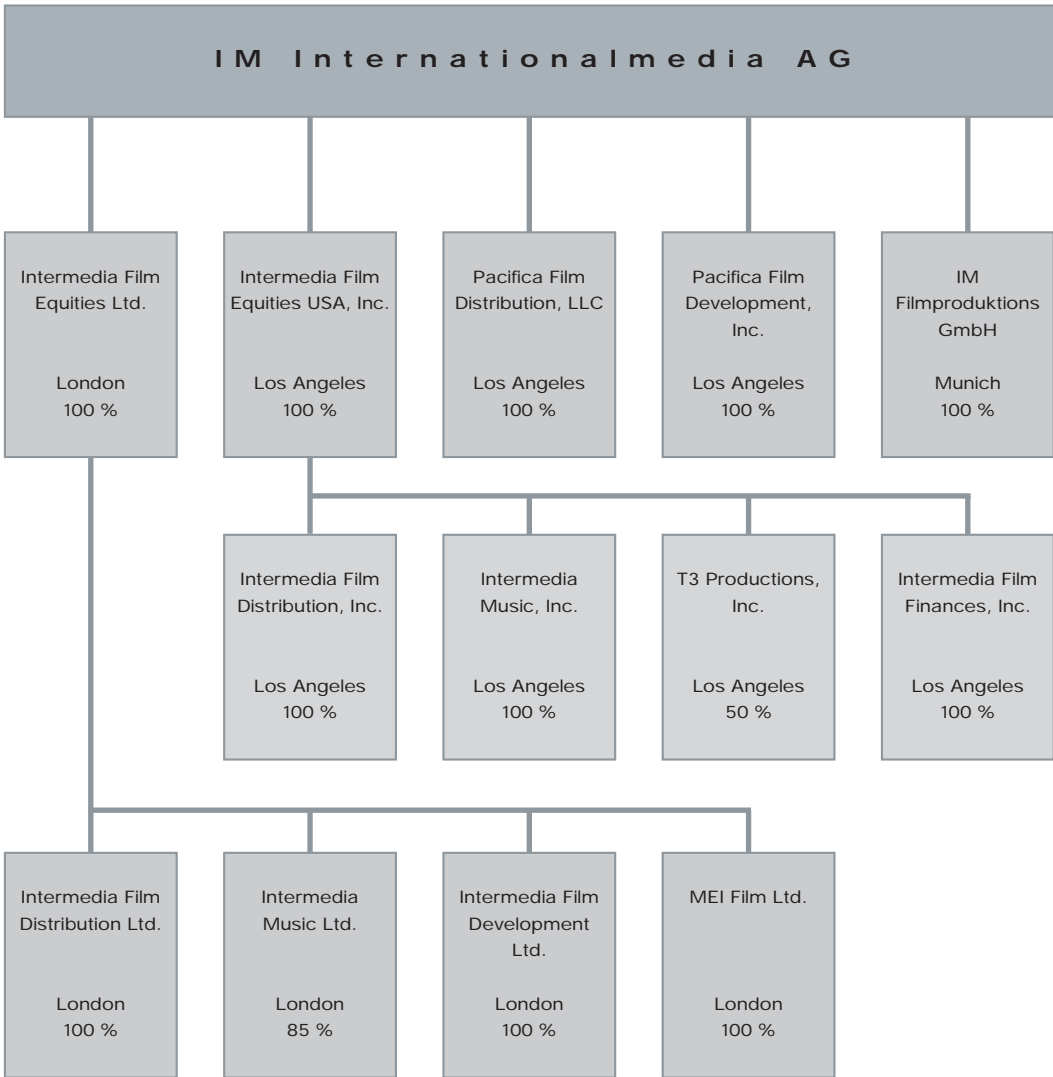 IM Internationalmedia AG
Intermedia Film
Equities Ltd.
London
100 %
Intermedia Film
Equities USA, Inc.
Los Angeles
100 %
Pacifica Film
Distribution, LLC
Los Angeles
100 %
Pacifica Film
Development,
Inc.
Los Angeles
100 %
IM
Filmproduktions
GmbH
Munich
100 %
Intermedia Film
Distribution, Inc.
Los Angeles
100 %
Intermedia
Music, Inc.
Los Angeles
100 %
T3 Productions,
Inc.
Los Angeles
50 %
Intermedia Film
Finances, Inc.
Los Angeles
100 %
Intermedia Film
Distribution Ltd.
London
100 %
Intermedia
Music Ltd.
London
85 %
Intermedia Film
Development
Ltd.
London
100 %
MEI Film Ltd.
London
100 %